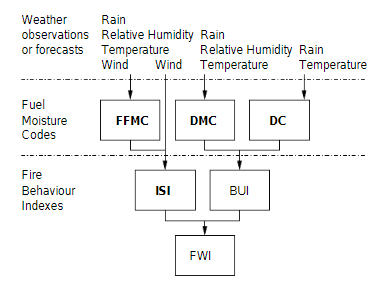 Weather
observations
or forecasts
Rain
Relative Humidity
Temperature
Wind
Wind
Rain
Relative Humidity
Temperature
Rain
Temperature
Fuel
Moisture
Codes
FFMC
DMC
DC
Fire
Behaviour
Indexes
ISI
BUI
FWI